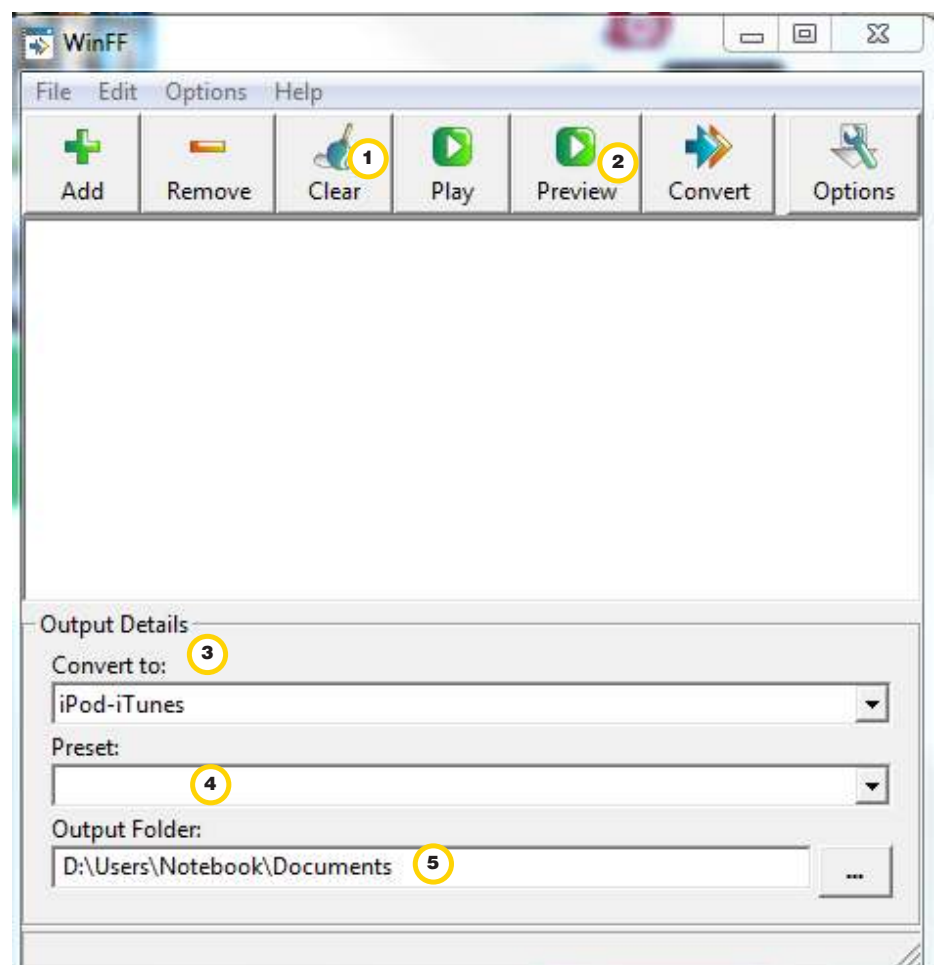 WinFF
File Edit Options Help
1 2
Add Remove Clear Play Preview Convert Options
Output Details
3
Convert to:
iPod-iTunes
Preset:
4
Output Folder:
D:\Users\Notebook\Documents 5
...